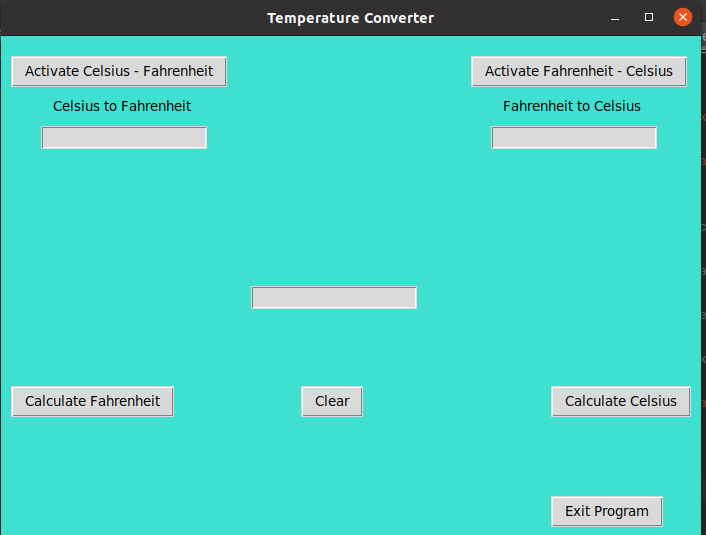 Temperature Converter
Activate Celsius - Fahrenheit
Activate Fahrenheit - Celsius
Celsius to Fahrenheit
Fahrenheit to Celsius
Calculate Fahrenheit
Clear
Calculate Celsius
Exit Program